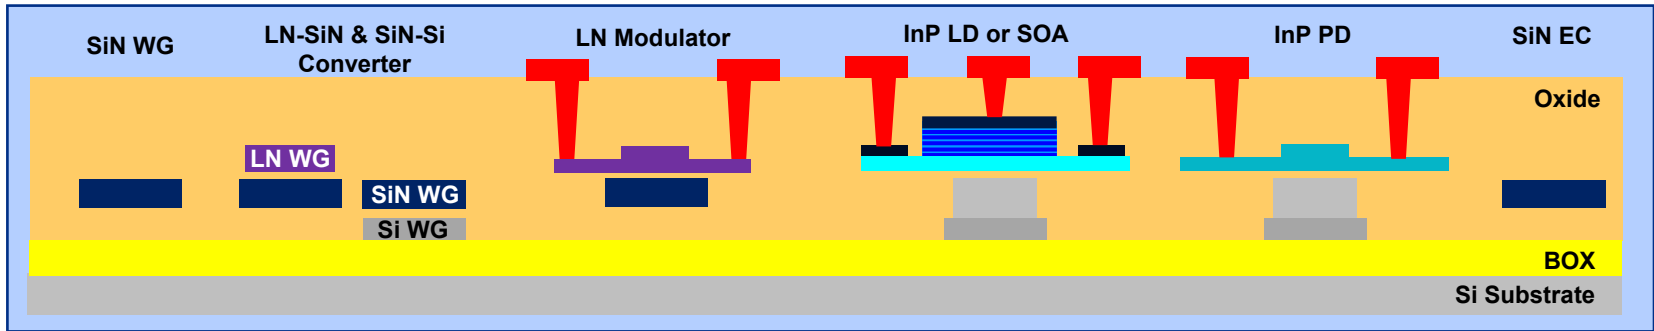 SiN WG
LN-SiN & SiN-Si
Converter
LN Modulator
InP LD or SOA
InP PD
SiN EC
Oxide
LN WG
SiN WG
Si WG
BOX
Si Substrate